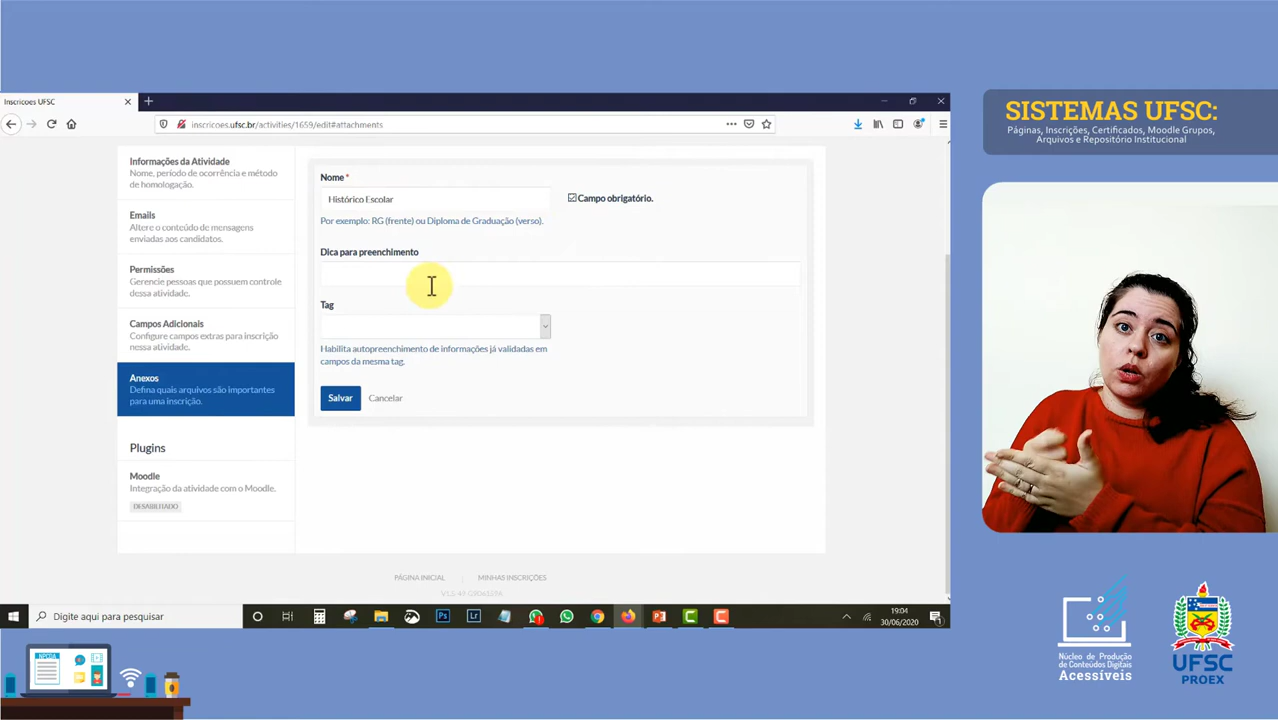 SISTEMAS UFSC:
Páginas, Inscrições, Certificados, Moodle Grupos,
Arquivos e Repositório Institucional
Inscricoes UFSC
inscricoes.ufsc.br/activities/1659/edit#attachments
Informações da Atividade
Nome, período de ocorrência e método
de homologação.
Emails
Altere o conteúdo de mensagens
enviadas aos candidatos.
Permissões
Gerencie pessoas que possuem controle
dessa atividade.
Campos Adicionais
Configure campos extras para inscrição
nessa atividade.
Anexos
Defina quais arquivos são importantes
para uma inscrição.
Plugins
Moodle
Integração da atividade com o Moodle.
DESABILITADO
Nome *
Histórico Escolar
Campo obrigatório.
Por exemplo: RG (frente) ou Diploma de Graduação (verso).
Dica para preenchimento
Tag
Habilita autopreenchimento de informações já validadas em
campos da mesma tag.
Salvar
Cancelar
PÁGINA INICIAL
MINHAS INSCRIÇÕES
Digite aqui para pesquisar
Ps
Lr
19:04
30/06/2020
NPCDA
Núcleo de Produção
de Conteúdos Digitais
Acessíveis
UFSC
PROEX